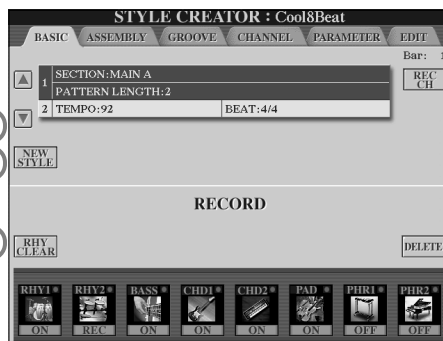 STYLE CREATOR : Cool8Beat
BASIC ASSEMBLY GROOVE CHANNEL PARAMETER EDIT
Bar: 1
1 SECTION:MAIN A
PATTERN LENGTH:2
REC CH
2 TEMPO:92 BEAT:4/4
NEW STYLE
RECORD
RHY CLEAR
DELETE
RHY1 RHY2 BASS CHD1 CHD2 PAD PHR1 PHR2
ON REC ON ON ON ON OFF OFF